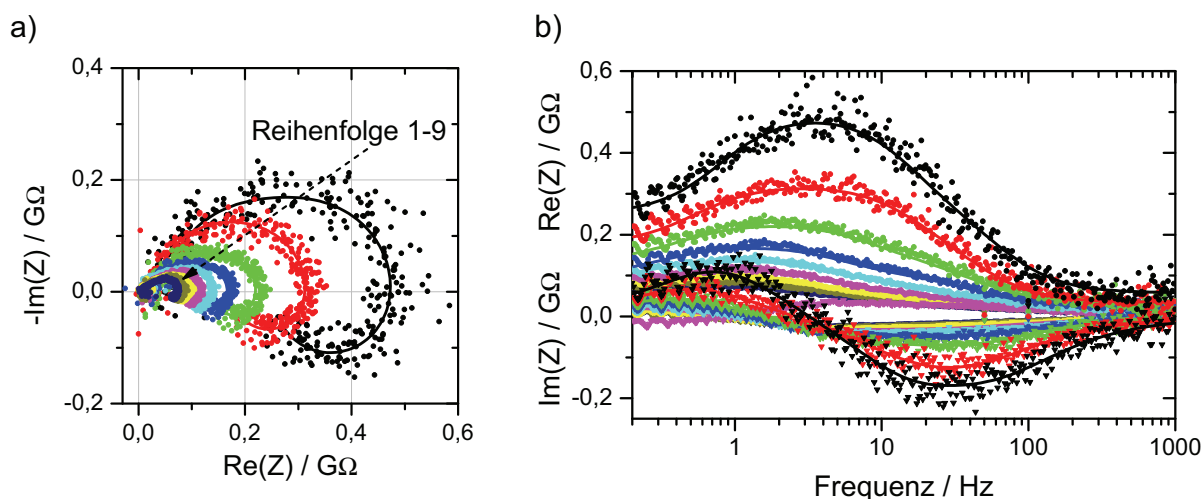 a)
0,4
0,2
0,0
-0,2
-Im(Z) / GΩ
Reihenfolge 1-9
0,0 0,2 0,4 0,6
Re(Z) / GΩ
b)
0,6
0,4
0,2
0,0
-0,2
Re(Z) / GΩ
Im(Z) / GΩ
1 10 100 1000
Frequenz / Hz